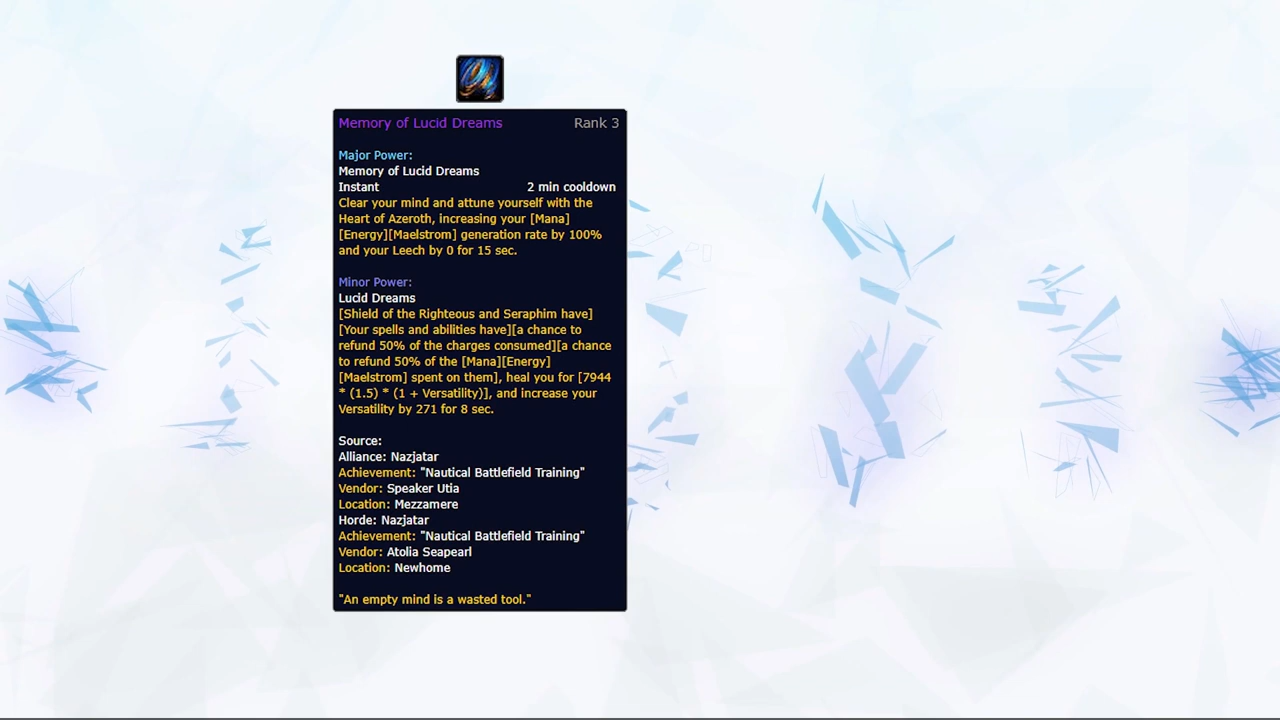 Memory of Lucid Dreams Rank 3
Major Power:
Memory of Lucid Dreams
Instant 2 min cooldown
Clear your mind and attune yourself with the
Heart of Azeroth, increasing your [Mana]
[Energy][Maelstrom] generation rate by 100%
and your Leech by 0 for 15 sec.
Minor Power:
Lucid Dreams
[Shield of the Righteous and Seraphim have]
[Your spells and abilities have][a chance to
refund 50% of the charges consumed][a chance
to refund 50% of the [Mana][Energy]
[Maelstrom] spent on them], heal you for [7944
* (1.5) * (1 + Versatility)], and increase your
Versatility by 271 for 8 sec.
Source:
Alliance: Nazjatar
Achievement: "Nautical Battlefield Training"
Vendor: Speaker Utia
Location: Mezzamere
Horde: Nazjatar
Achievement: "Nautical Battlefield Training"
Vendor: Atolia Seapearl
Location: Newhome
"An empty mind is a wasted tool."